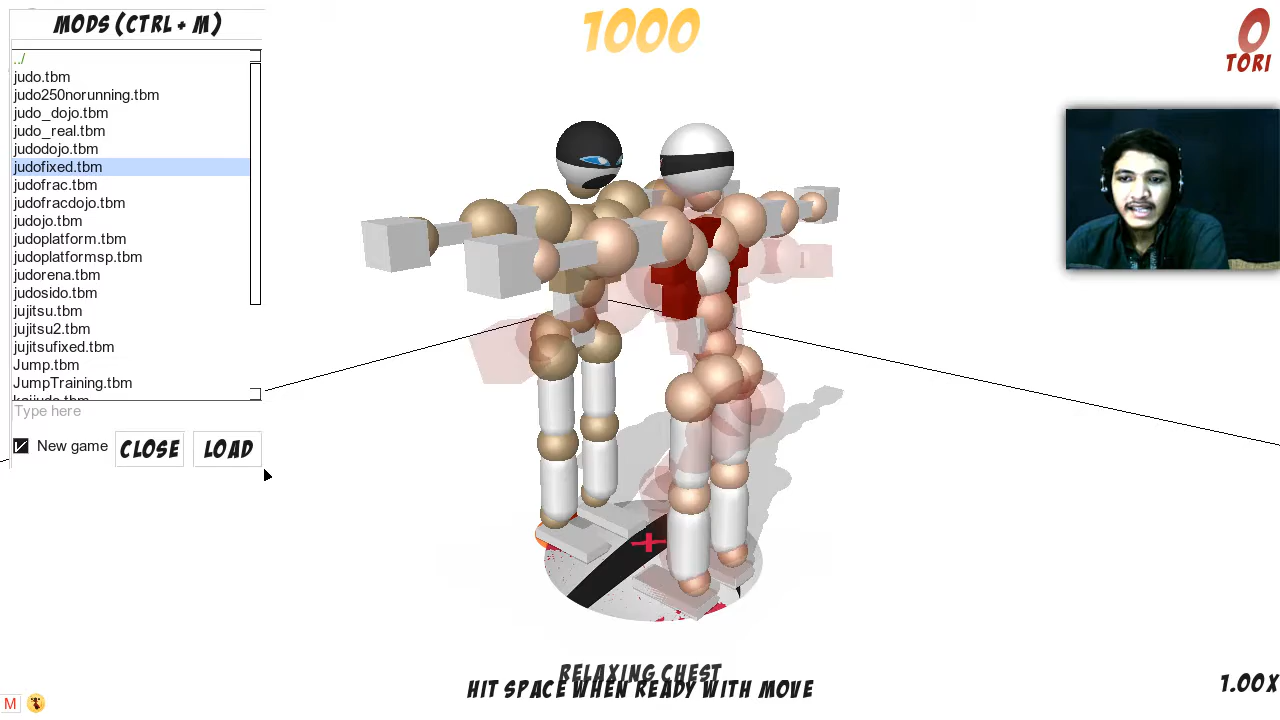 MODS (CTRL + M)
../
judo.tbm
judo250norunning.tbm
judo_dojo.tbm
judo_real.tbm
judodojo.tbm
judofixed.tbm
judofrac.tbm
judofracdojo.tbm
judojo.tbm
judoplatform.tbm
judoplatformsp.tbm
judorena.tbm
judosido.tbm
jujitsu.tbm
jujitsu2.tbm
jujitsufixed.tbm
Jump.tbm
JumpTraining.tbm
Type here
New game
CLOSE
LOAD
1000
0
TORI
RELAXING CHEST
HIT SPACE WHEN READY WITH MOVE
1.00X
M